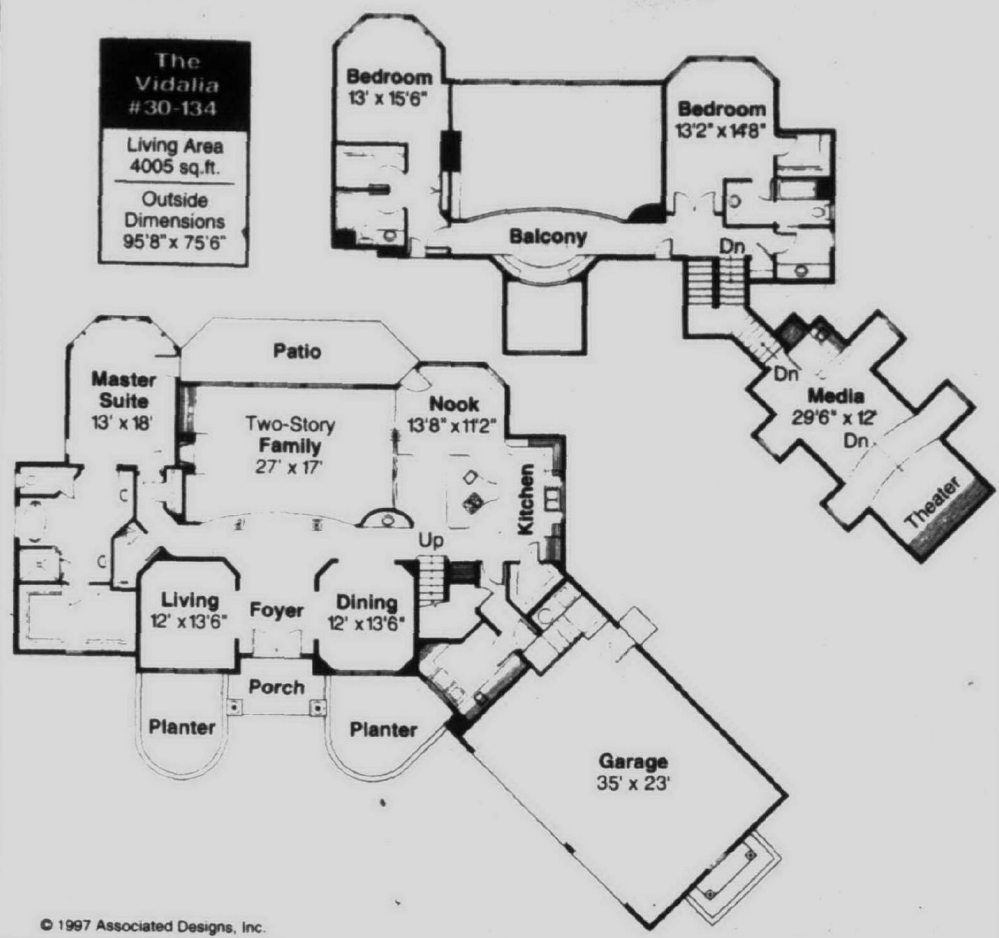 The
Vidalia
#30-134
Living Area
4005 sq.ft.
Outside
Dimensions
95'8" x 75'6"
Bedroom
13' x 15'6"
Bedroom
13'2" x 14'8"
Balcony
Dn
Dn
Media
29'6" x 12'
Dn
Theater
Patio
Master
Suite
13' x 18'
Two-Story
Family
27' x 17'
Nook
13'8" x 11'2"
Kitchen
Up
Living
12' x 13'6"
Foyer
Dining
12' x 13'6"
Porch
Planter
Planter
Garage
35' x 23'
© 1997 Associated Designs, Inc.